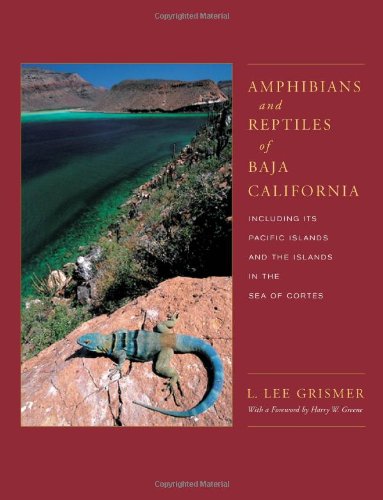 Copyrighted Material
AMPHIBIANS
and
REPTILES
of
BAJA
CALIFORNIA
INCLUDING ITS
PACIFIC ISLANDS
AND THE ISLANDS
IN THE
SEA OF CORTÉS
L. LEE GRISMER
With a Foreword by Harry W. Greene
Copyrighted Material